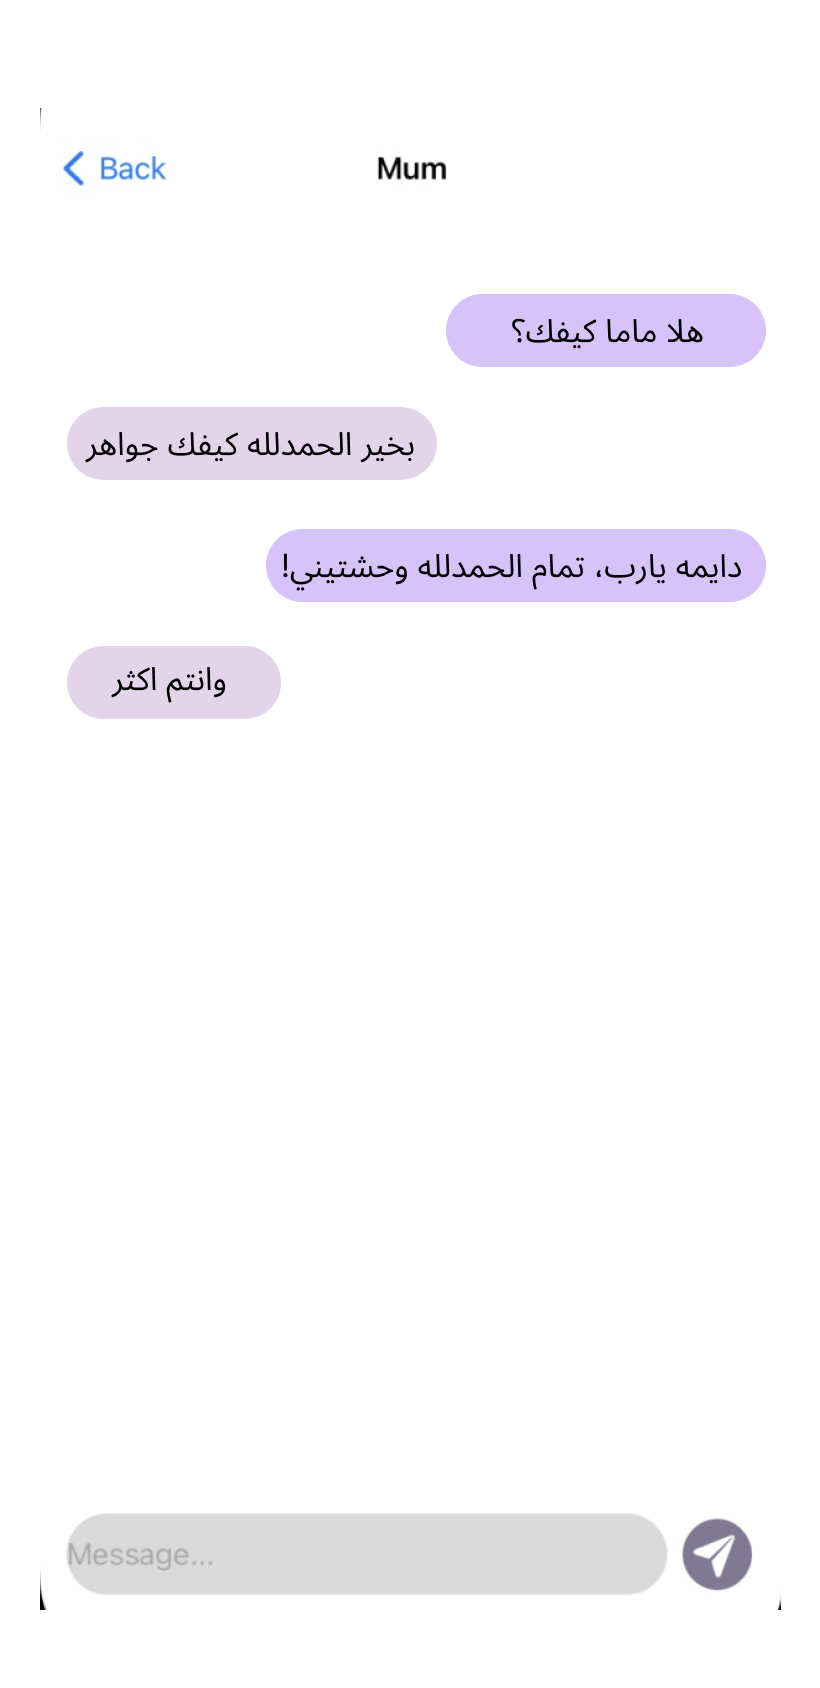 Back
Mum
هلا ماما كيفك؟
بخير الحمدلله كيفك جواهر
دايمه يارب، تمام الحمدلله وحشتيني!
وانتم اكثر
Message...